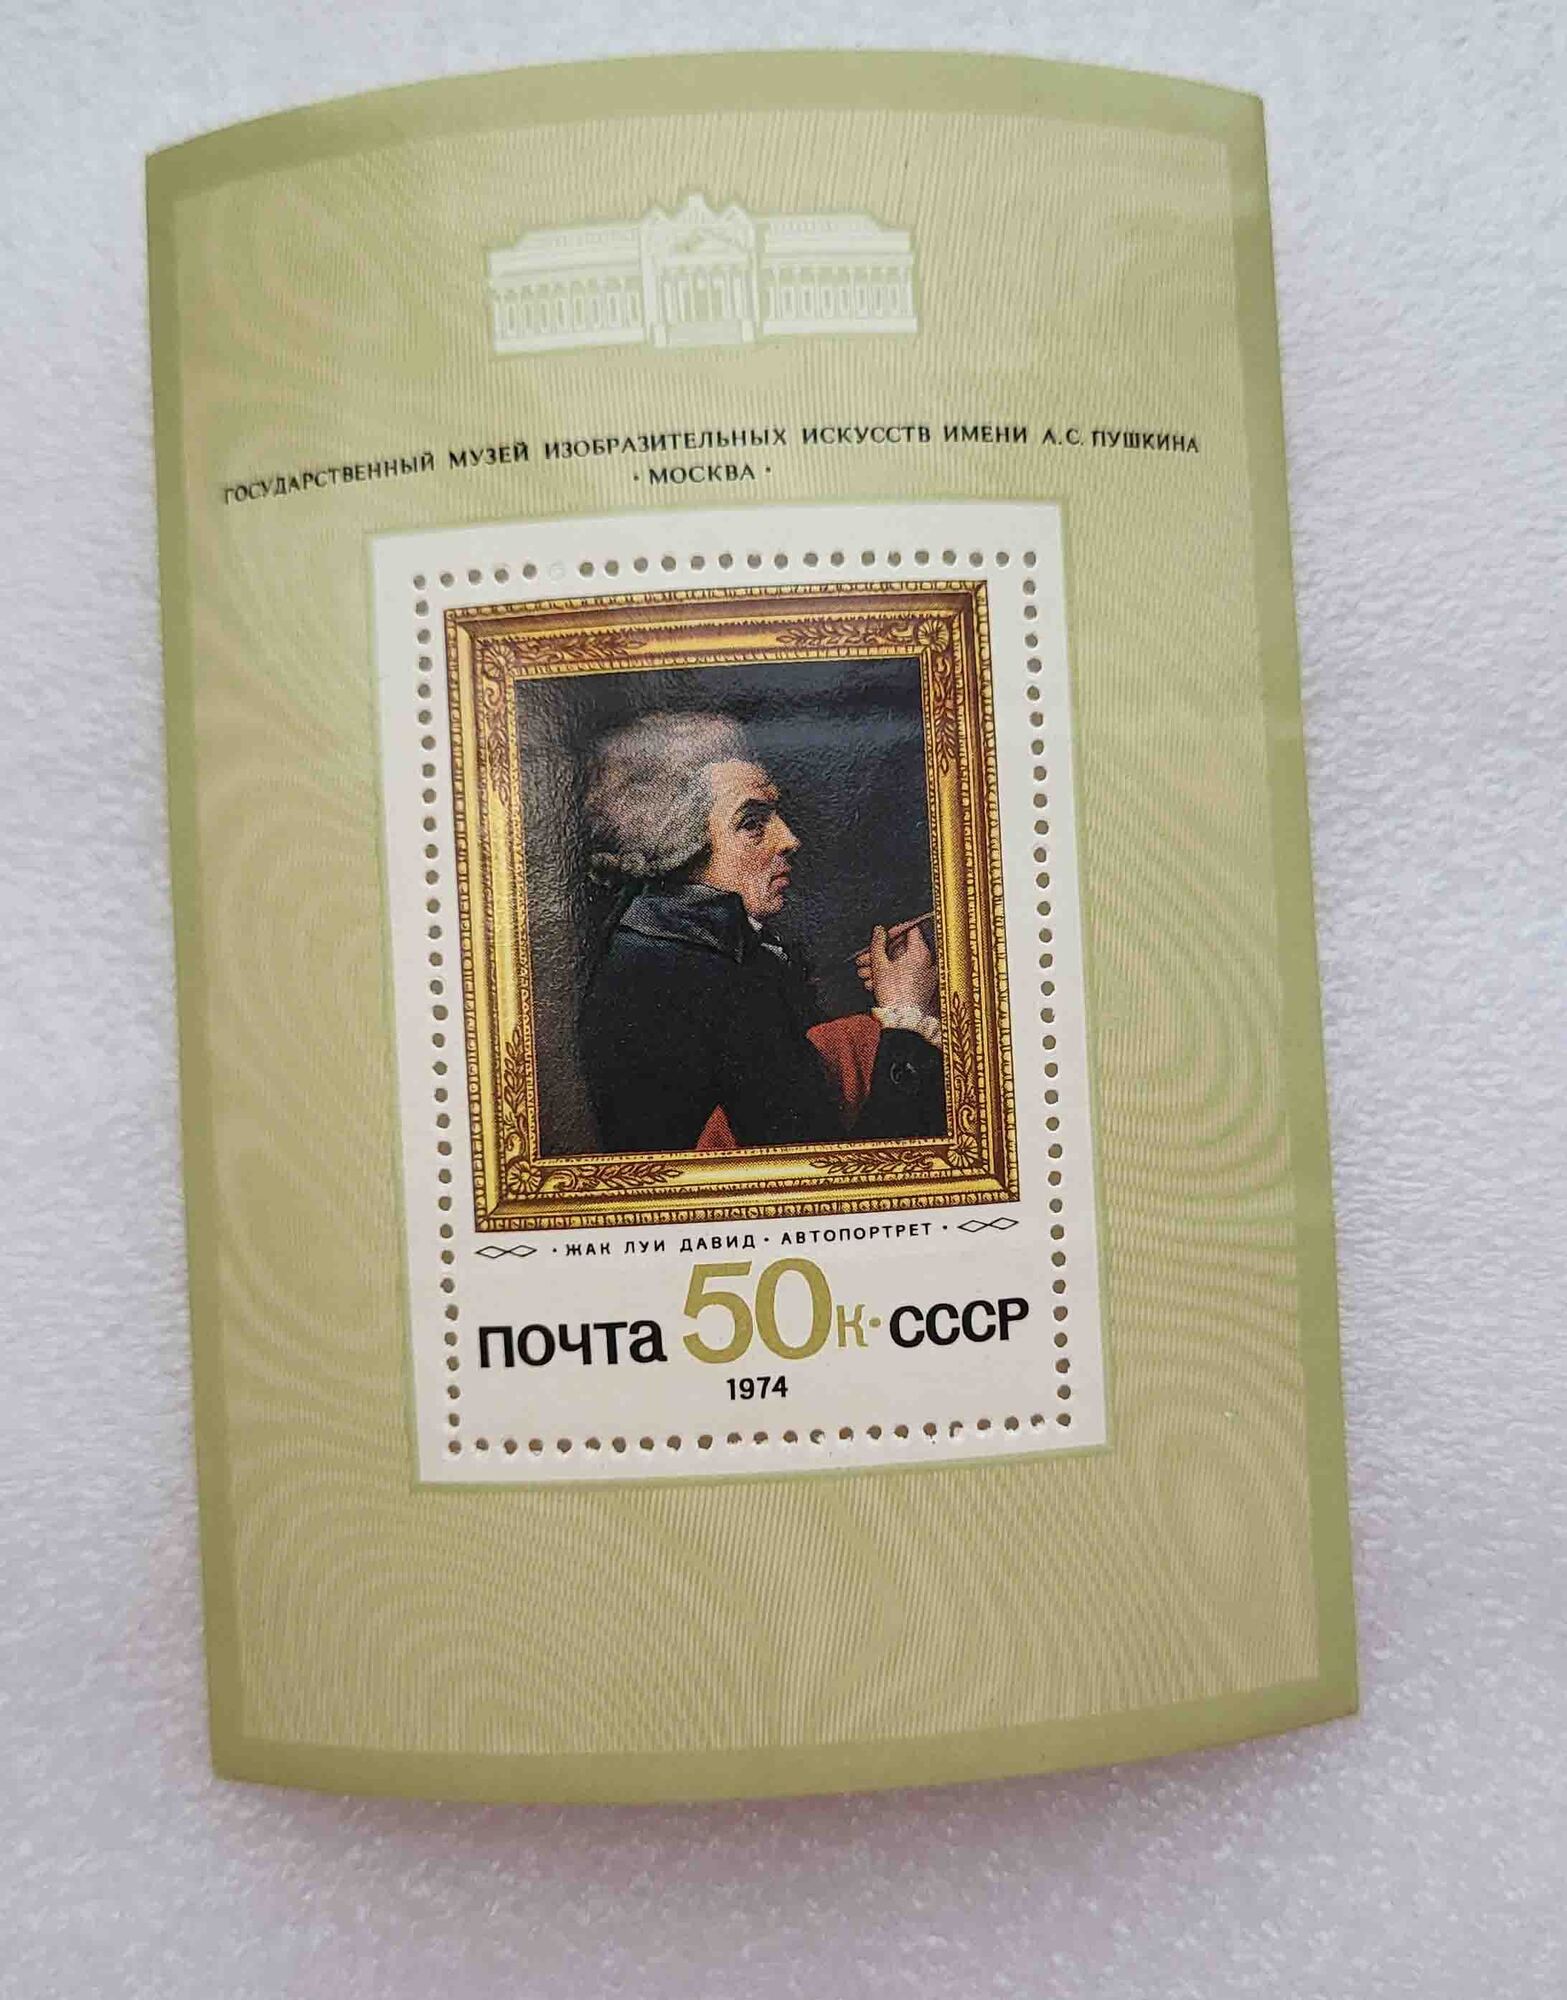 ГОСУДАРСТВЕННЫЙ МУЗЕЙ ИЗОБРАЗИТЕЛЬНЫХ ИСКУССТВ ИМЕНИ А.С. ПУШКИНА
· МОСКВА ·
· ЖАК ЛУИ ДАВИД · АВТОПОРТРЕТ ·
ПОЧТА 50К · СССР
1974